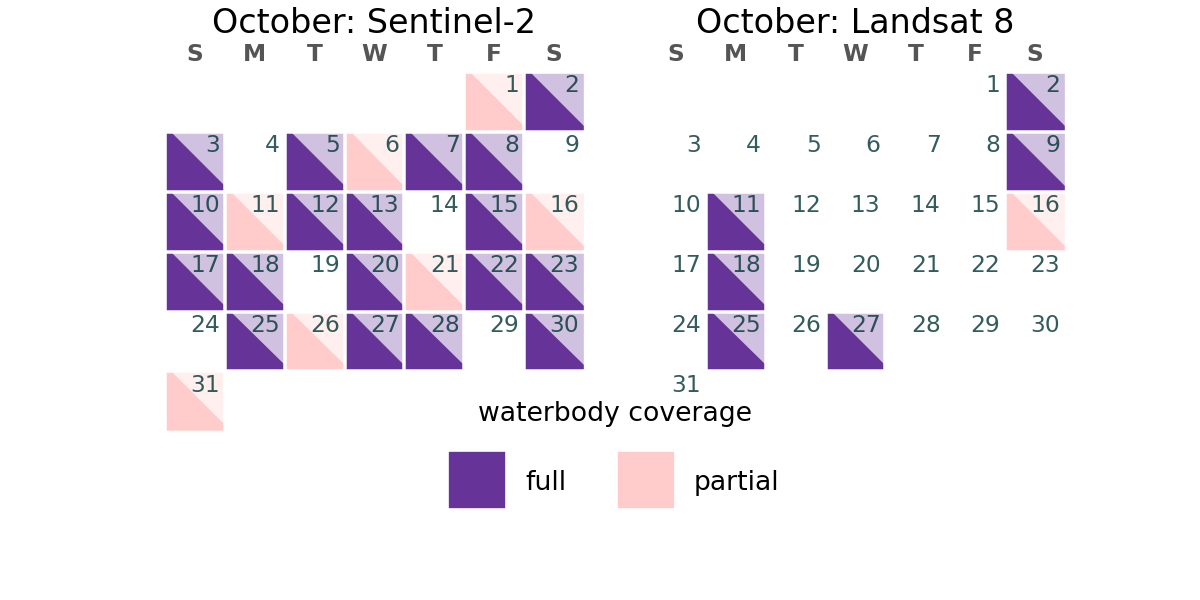 October: Sentinel-2
S M T W T F S
1 2
3 4 5 6 7 8 9
10 11 12 13 14 15 16
17 18 19 20 21 22 23
24 25 26 27 28 29 30
31
October: Landsat 8
S M T W T F S
1 2
3 4 5 6 7 8 9
10 11 12 13 14 15 16
17 18 19 20 21 22 23
24 25 26 27 28 29 30
31
waterbody coverage
full
partial